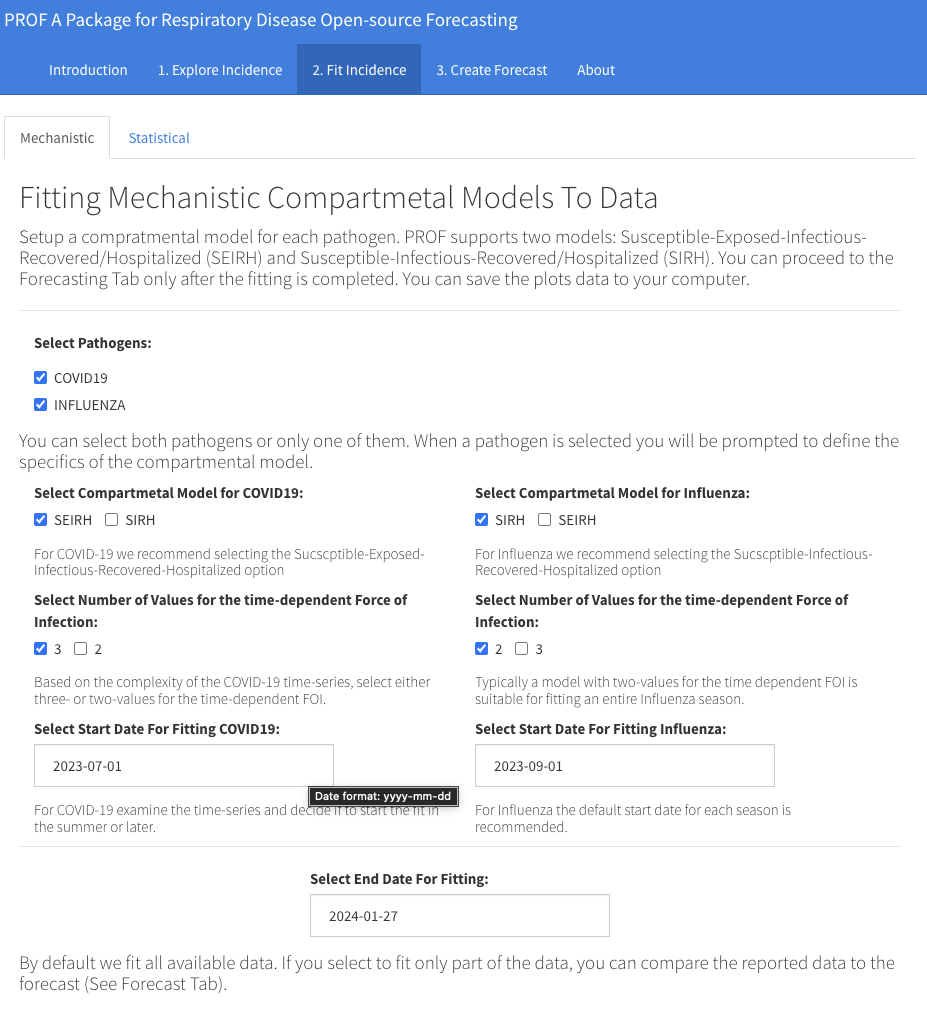 PROF A Package for Respiratory Disease Open-source Forecasting
Introduction 1. Explore Incidence 2. Fit Incidence 3. Create Forecast About
Mechanistic Statistical
Fitting Mechanistic Compartmetal Models To Data
Setup a compratmental model for each pathogen. PROF supports two models: Susceptible-Exposed-Infectious-
Recovered/Hospitalized (SEIRH) and Susceptible-Infectious-Recovered/Hospitalized (SIRH). You can proceed to the
Forecasting Tab only after the fitting is completed. You can save the plots data to your computer.
Select Pathogens:
COVID19
INFLUENZA
You can select both pathogens or only one of them. When a pathogen is selected you will be prompted to define the
specifics of the compartmental model.
Select Compartmetal Model for COVID19:
SEIRH SIRH
For COVID-19 we recommend selecting the Sucscptible-Exposed-
Infectious-Recovered-Hospitalized option
Select Number of Values for the time-dependent Force of
Infection:
3 2
Based on the complexity of the COVID-19 time-series, select either
three- or two-values for the time-dependent FOI.
Select Start Date For Fitting COVID19:
2023-07-01
Date format: yyyy-mm-dd
For COVID-19 examine the time-series and decide if to start the fit in
the summer or later.
Select Compartmetal Model for Influenza:
SIRH SEIRH
For Influenza we recommend selecting the Sucscptible-Infectious-
Recovered-Hospitalized option
Select Number of Values for the time-dependent Force of
Infection:
2 3
Typically a model with two-values for the time dependent FOI is
suitable for fitting an entire Influenza season.
Select Start Date For Fitting Influenza:
2023-09-01
For Influenza the default start date for each season is
recommended.
Select End Date For Fitting:
2024-01-27
By default we fit all available data. If you select to fit only part of the data, you can compare the reported data to the
forecast (See Forecast Tab).